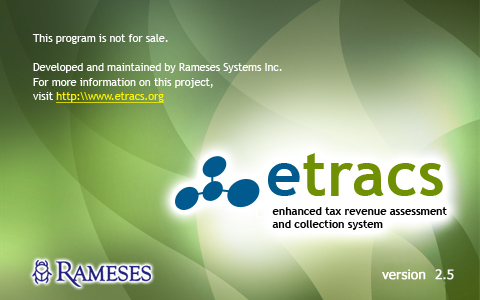 This program is not for sale.
Developed and maintained by Rameses Systems Inc.
For more information on this project,
visit http:\\www.etracs.org
etracs
enhanced tax revenue assessment
and collection system
RAMESES
version 2.5